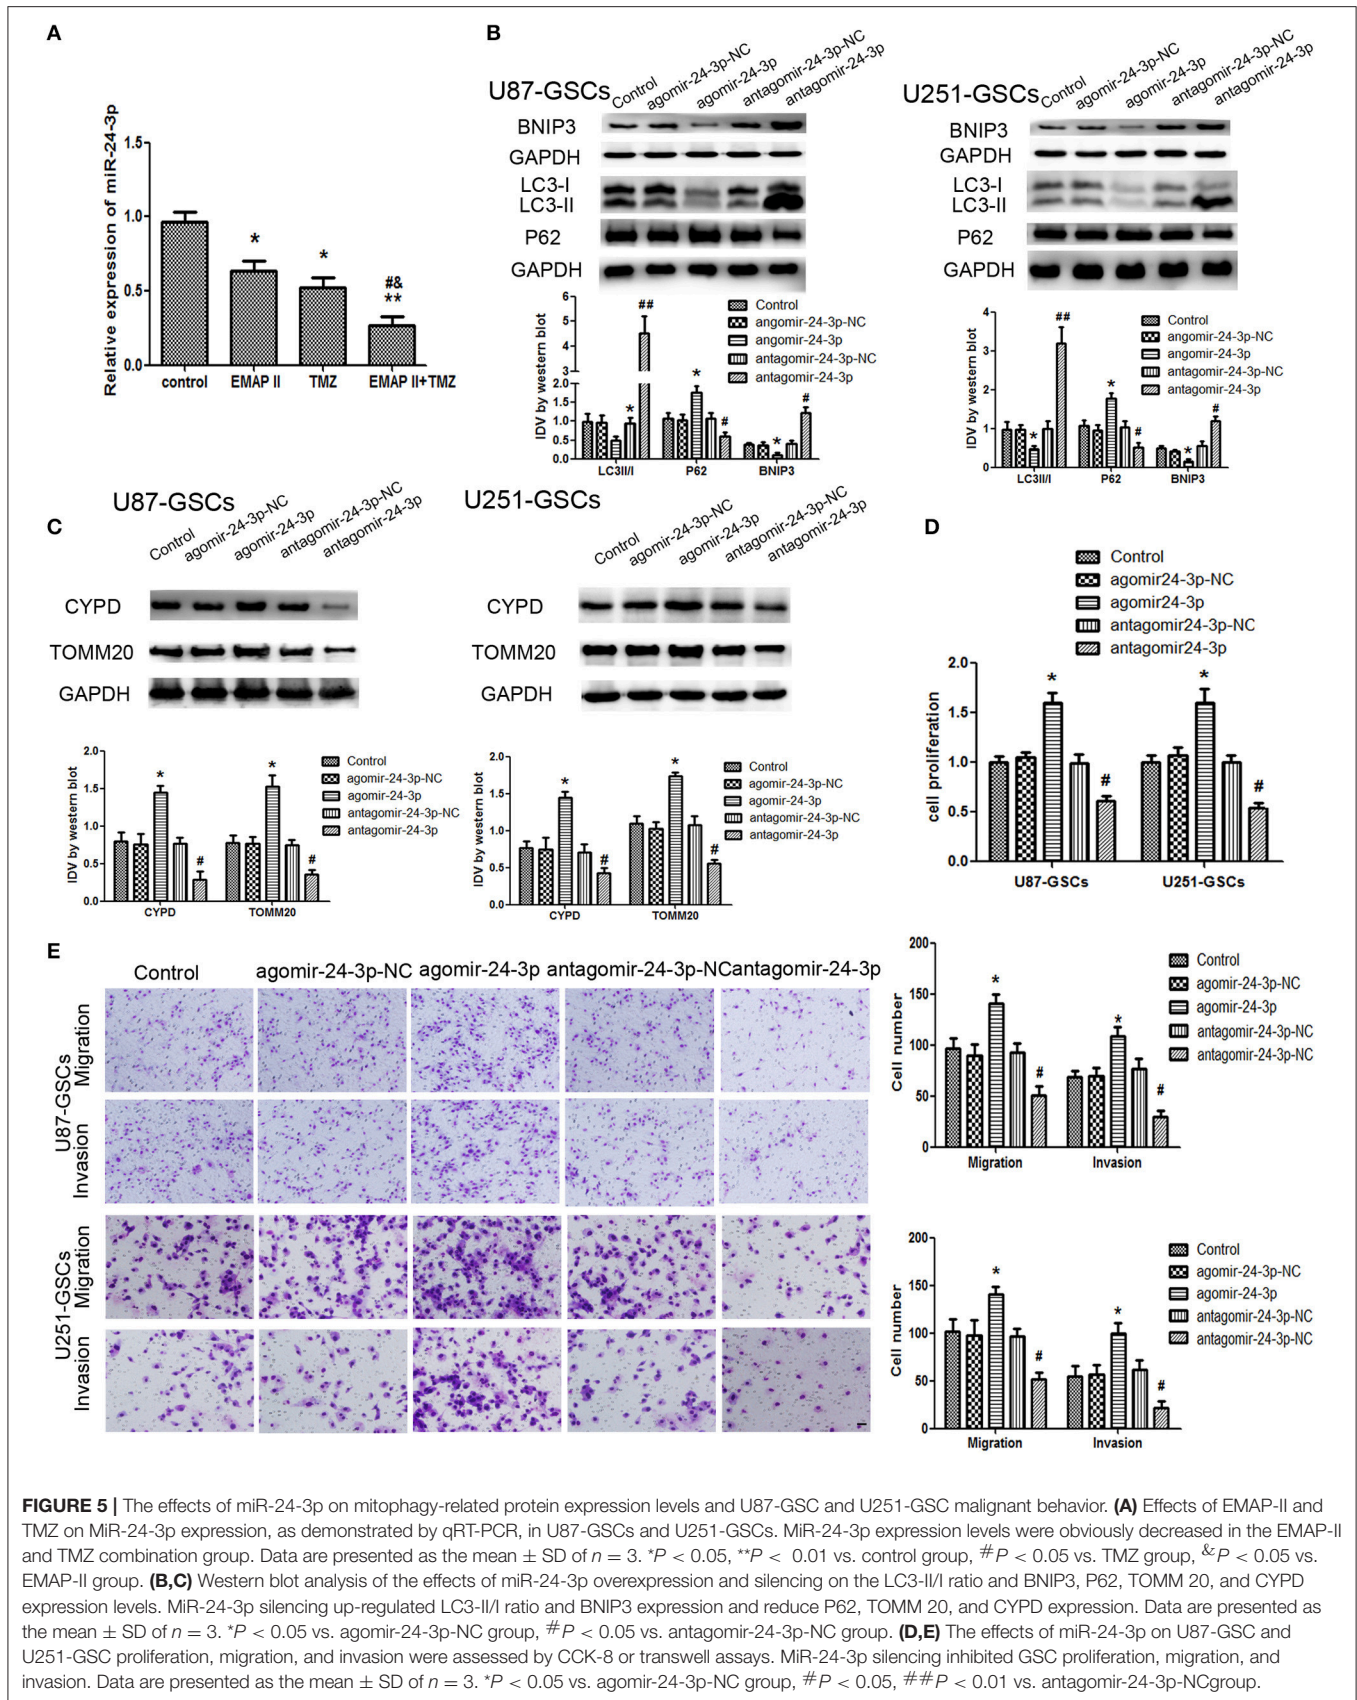 A
Relative expression of miR-24-3p
1.5
1.0
0.5
0.0
*
*
#&
**
control
EMAP II
TMZ
EMAP II+TMZ
B
U87-GSCs
Control
agomir-24-3p-NC
agomir-24-3p
antagomir-24-3p-NC
antagomir-24-3p
BNIP3
GAPDH
LC3-I
LC3-II
P62
GAPDH
IDV by western blot
6
5
4
3
2
2.0
1.5
1.0
0.5
0.0
##
*
*
#
*
#
LC3II/I
P62
BNIP3
Control
angomir-24-3p-NC
angomir-24-3p
antagomir-24-3p-NC
antagomir-24-3p
U251-GSCs
Control
agomir-24-3p-NC
agomir-24-3p
antagomir-24-3p-NC
antagomir-24-3p
BNIP3
GAPDH
LC3-I
LC3-II
P62
GAPDH
IDV by western blot
4
3
2
1
0
##
*
*
#
*
#
LC3II/I
P62
BNIP3
Control
angomir-24-3p-NC
angomir-24-3p
antagomir-24-3p-NC
antagomir-24-3p
C
U87-GSCs
Control
agomir-24-3p-NC
agomir-24-3p
antagomir-24-3p-NC
antagomir-24-3p
CYPD
TOMM20
GAPDH
IDV by western blot
2.0
1.5
1.0
0.5
0.0
*
#
*
#
CYPD
TOMM20
Control
agomir-24-3p-NC
agomir-24-3p
antagomir-24-3p-NC
antagomir-24-3p
U251-GSCs
Control
agomir-24-3p-NC
agomir-24-3p
antagomir-24-3p-NC
antagomir-24-3p
CYPD
TOMM20
GAPDH
IDV by western blot
2.0
1.5
1.0
0.5
0.0
*
#
*
#
CYPD
TOMM20
Control
agomir-24-3p-NC
agomir-24-3p
antagomir-24-3p-NC
antagomir-24-3p
D
Control
agomir24-3p-NC
agomir24-3p
antagomir24-3p-NC
antagomir24-3p
cell proliferation
2.0
1.5
1.0
0.5
0.0
*
#
*
#
U87-GSCs
U251-GSCs
E
Control
agomir-24-3p-NC
agomir-24-3p
antagomir-24-3p-NC
antagomir-24-3p
U87-GSCs
Migration
Invasion
U251-GSCs
Migration
Invasion
Cell number
200
150
100
50
0
*
#
*
#
Migration
Invasion
Control
agomir-24-3p-NC
agomir-24-3p
antagomir-24-3p-NC
antagomir-24-3p-NC
Cell number
200
150
100
50
0
*
#
*
#
Migration
Invasion
Control
agomir-24-3p-NC
agomir-24-3p
antagomir-24-3p-NC
antagomir-24-3p-NC
FIGURE 5 | The effects of miR-24-3p on mitophagy-related protein expression levels and U87-GSC and U251-GSC malignant behavior. (A) Effects of EMAP-II and
TMZ on MiR-24-3p expression, as demonstrated by qRT-PCR, in U87-GSCs and U251-GSCs. MiR-24-3p expression levels were obviously decreased in the EMAP-II
and TMZ combination group. Data are presented as the mean ± SD of n = 3. *P < 0.05, **P < 0.01 vs. control group, #P < 0.05 vs. TMZ group, &P < 0.05 vs.
EMAP-II group. (B,C) Western blot analysis of the effects of miR-24-3p overexpression and silencing on the LC3-II/I ratio and BNIP3, P62, TOMM 20, and CYPD
expression levels. MiR-24-3p silencing up-regulated LC3-II/I ratio and BNIP3 expression and reduce P62, TOMM 20, and CYPD expression. Data are presented as
the mean ± SD of n = 3. *P < 0.05 vs. agomir-24-3p-NC group, #P < 0.05 vs. antagomir-24-3p-NC group. (D,E) The effects of miR-24-3p on U87-GSC and
U251-GSC proliferation, migration, and invasion were assessed by CCK-8 or transwell assays. MiR-24-3p silencing inhibited GSC proliferation, migration, and
invasion. Data are presented as the mean ± SD of n = 3. *P < 0.05 vs. agomir-24-3p-NC group, #P < 0.05, ##P < 0.01 vs. antagomir-24-3p-NCgroup.